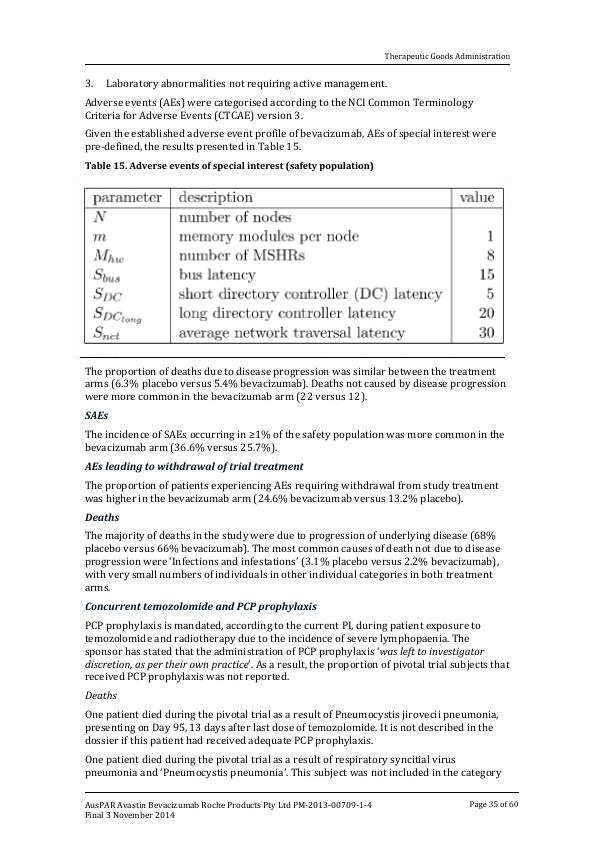 Therapeutic Goods Administration
3. Laboratory abnormalities not requiring active management.
Adverse events (AEs) were categorised according to the NCI Common Terminology
Criteria for Adverse Events (CTCAE) version 3.
Given the established adverse event profile of bevacizumab, AEs of special interest were
pre-defined, the results presented in Table 15.
Table 15. Adverse events of special interest (safety population)
parameter description value
N number of nodes
m memory modules per node 1
M_hw number of MSHRs 8
S_bus bus latency 15
S_DC short directory controller (DC) latency 5
S_DC_long long directory controller latency 20
S_net average network traversal latency 30
The proportion of deaths due to disease progression was similar between the treatment
arms (6.3% placebo versus 5.4% bevacizumab). Deaths not caused by disease progression
were more common in the bevacizumab arm (22 versus 12).
SAEs
The incidence of SAEs occurring in ≥1% of the safety population was more common in the
bevacizumab arm (36.6% versus 25.7%).
AEs leading to withdrawal of trial treatment
The proportion of patients experiencing AEs requiring withdrawal from study treatment
was higher in the bevacizumab arm (24.6% bevacizumab versus 13.2% placebo).
Deaths
The majority of deaths in the study were due to progression of underlying disease (68%
placebo versus 66% bevacizumab). The most common causes of death not due to disease
progression were 'Infections and infestations' (3.1% placebo versus 2.2% bevacizumab),
with very small numbers of individuals in other individual categories in both treatment
arms.
Concurrent temozolomide and PCP prophylaxis
PCP prophylaxis is mandated, according to the current PI, during patient exposure to
temozolomide and radiotherapy due to the incidence of severe lymphopaenia. The
sponsor has stated that the administration of PCP prophylaxis 'was left to investigator
discretion, as per their own practice'. As a result, the proportion of pivotal trial subjects that
received PCP prophylaxis was not reported.
Deaths
One patient died during the pivotal trial as a result of Pneumocystis jirovecii pneumonia,
presenting on Day 95, 13 days after last dose of temozolomide. It is not described in the
dossier if this patient had received adequate PCP prophylaxis.
One patient died during the pivotal trial as a result of respiratory syncitial virus
pneumonia and 'Pneumocystis pneumonia'. This subject was not included in the category
AusPAR Avastin Bevacizumab Roche Products Pty Ltd PM-2013-00709-1-4 Page 35 of 60
Final 3 November 2014